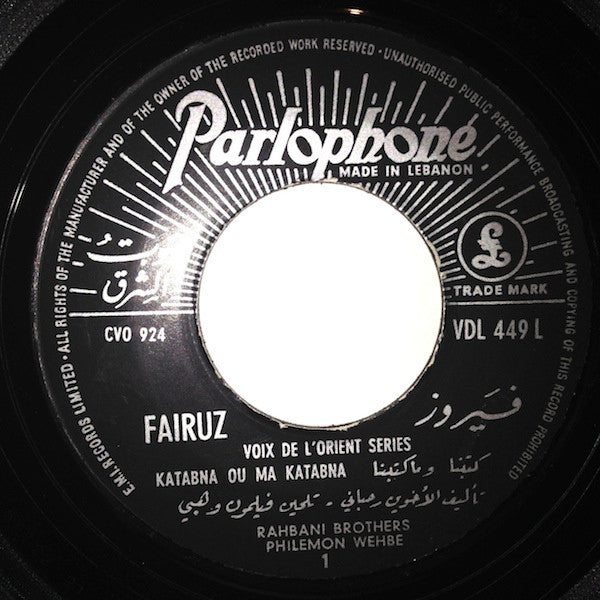 E.M.I. RECORDS LIMITED · ALL RIGHTS OF THE MANUFACTURER AND OF THE OWNER OF THE RECORDED WORK RESERVED · UNAUTHORISED PUBLIC PERFORMANCE BROADCASTING AND COPYING OF THIS RECORD PROHIBITED
Parlophone
MADE IN LEBANON
صوت
الشرق
£
TRADE MARK
CVO 924
VDL 449 L
FAIRUZ
فيروز
VOIX DE L'ORIENT SERIES
KATABNA OU MA KATABNA كتبنا وماكتبنا
تأليف الأخوين رحباني - تلحين فيلمون وهبي
RAHBANI BROTHERS
PHILEMON WEHBE
1